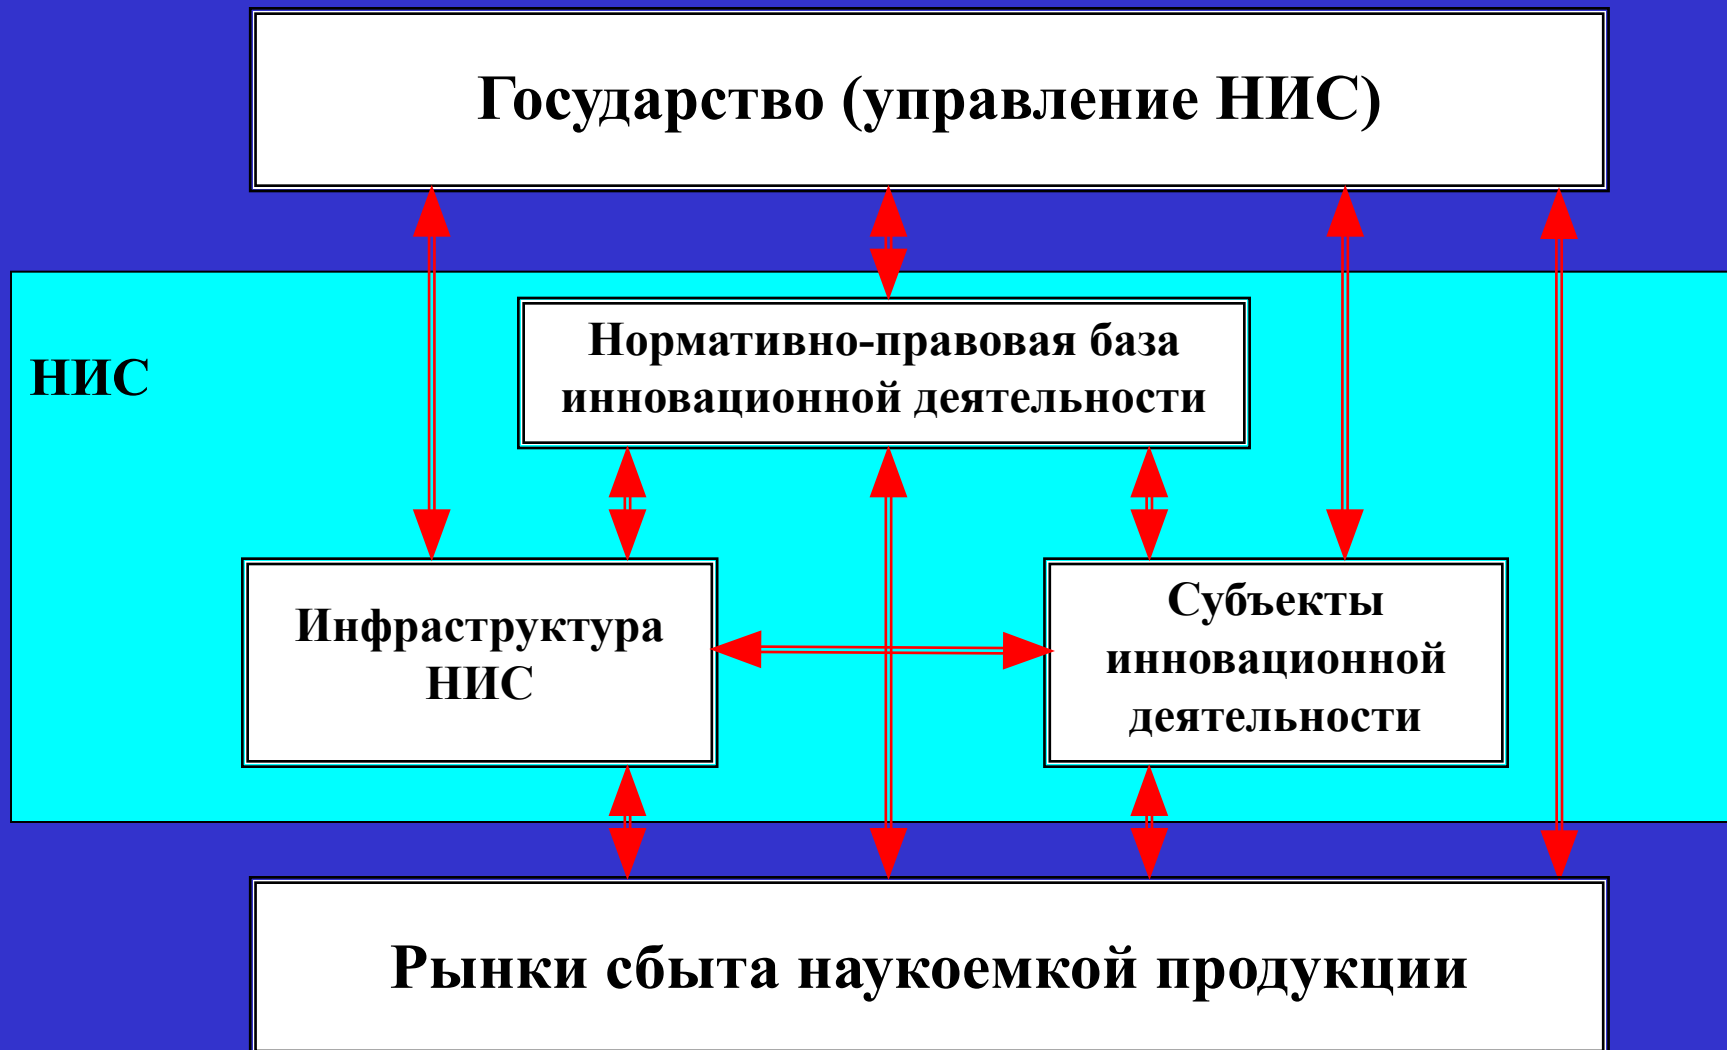 Государство (управление НИС)
НИС
Нормативно-правовая база
инновационной деятельности
Инфраструктура
НИС
Субъекты
инновационной
деятельности
Рынки сбыта наукоемкой продукции